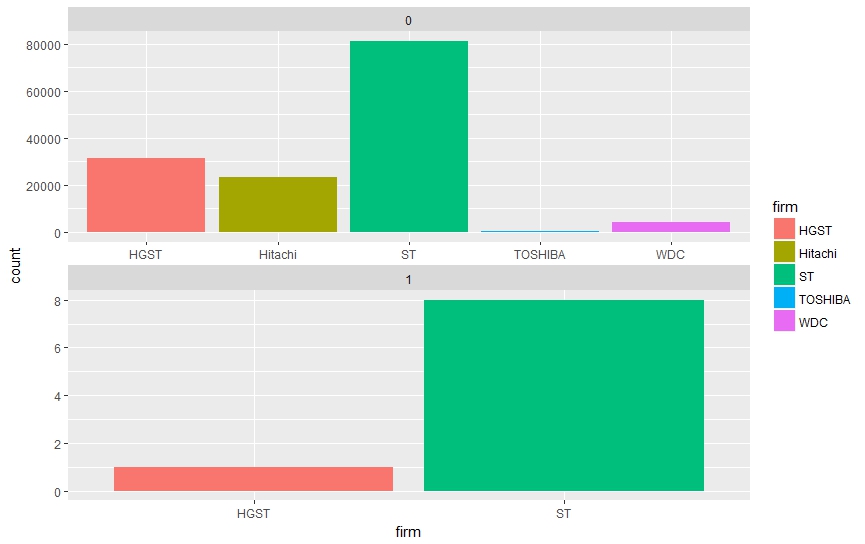 0
80000
60000
40000
20000
0
HGST Hitachi ST TOSHIBA WDC
count
1
8
6
4
2
0
HGST ST
firm
firm
HGST
Hitachi
ST
TOSHIBA
WDC